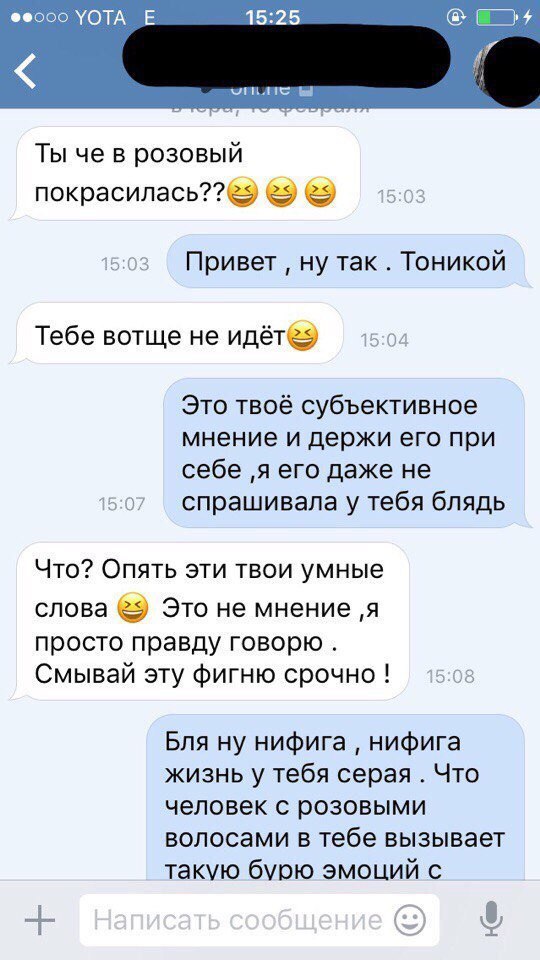 YOTA E 15:25
online
вчера, 16 февраля
Ты че в розовый
покрасилась??😆😆😆
15:03
15:03
Привет , ну так . Тоникой
Тебе вотще не идёт😆
15:04
Это твоё субъективное
мнение и держи его при
себе ,я его даже не
спрашивала у тебя блядь
15:07
Что? Опять эти твои умные
слова 😆 Это не мнение ,я
просто правду говорю .
Смывай эту фигню срочно !
15:08
Бля ну нифига , нифига
жизнь у тебя серая . Что
человек с розовыми
волосами в тебе вызывает
такую бурю эмоций с
Написать сообщение